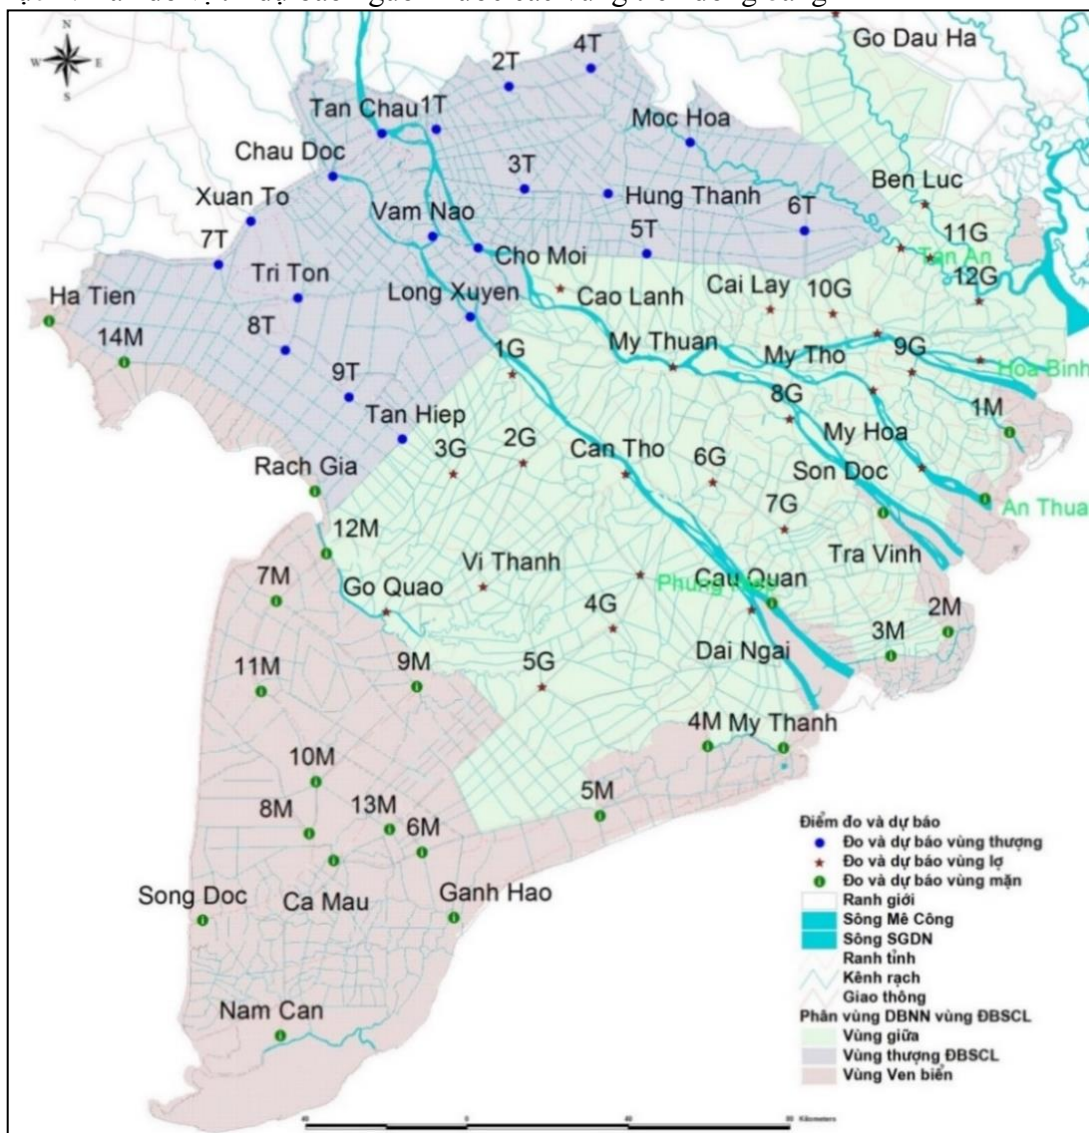 N
W E
S
Go Dau Ha
4T
2T
Tan Chau 1T
Moc Hoa
Chau Doc
3T
Ben Luc
Xuan To
Hung Thanh
Vam Nao
6T
11G
7T
5T
Tan An
Cho Moi
Tri Ton
12G
Ha Tien
Long Xuyen
Cao Lanh
Cai Lay 10G
14M
8T
My Thuan
My Tho
9G
1G
Hoa Binh
9T
8G
1M
Tan Hiep
My Hoa
3G
2G
Can Tho
6G
Rach Gia
Son Doc
7G
An Thua
12M
Tra Vinh
Vi Thanh
7M
Go Quao
Cau Quan
4G
2M
3M
Dai Ngai
11M
9M
5G
4M My Thanh
10M
5M
8M
13M
6M
Song Doc
Ca Mau
Ganh Hao
Nam Can
Điểm đo và dự báo
Đo và dự báo vùng thượng
Đo và dự báo vùng lợ
Đo và dự báo vùng mặn
Ranh giới
Sông Mê Công
Sông SGDN
Ranh tỉnh
Kênh rạch
Giao thông
Phân vùng DBNN vùng ĐBSCL
Vùng giữa
Vùng thượng ĐBSCL
Vùng Ven biển
40 0 40 80 Kilometers